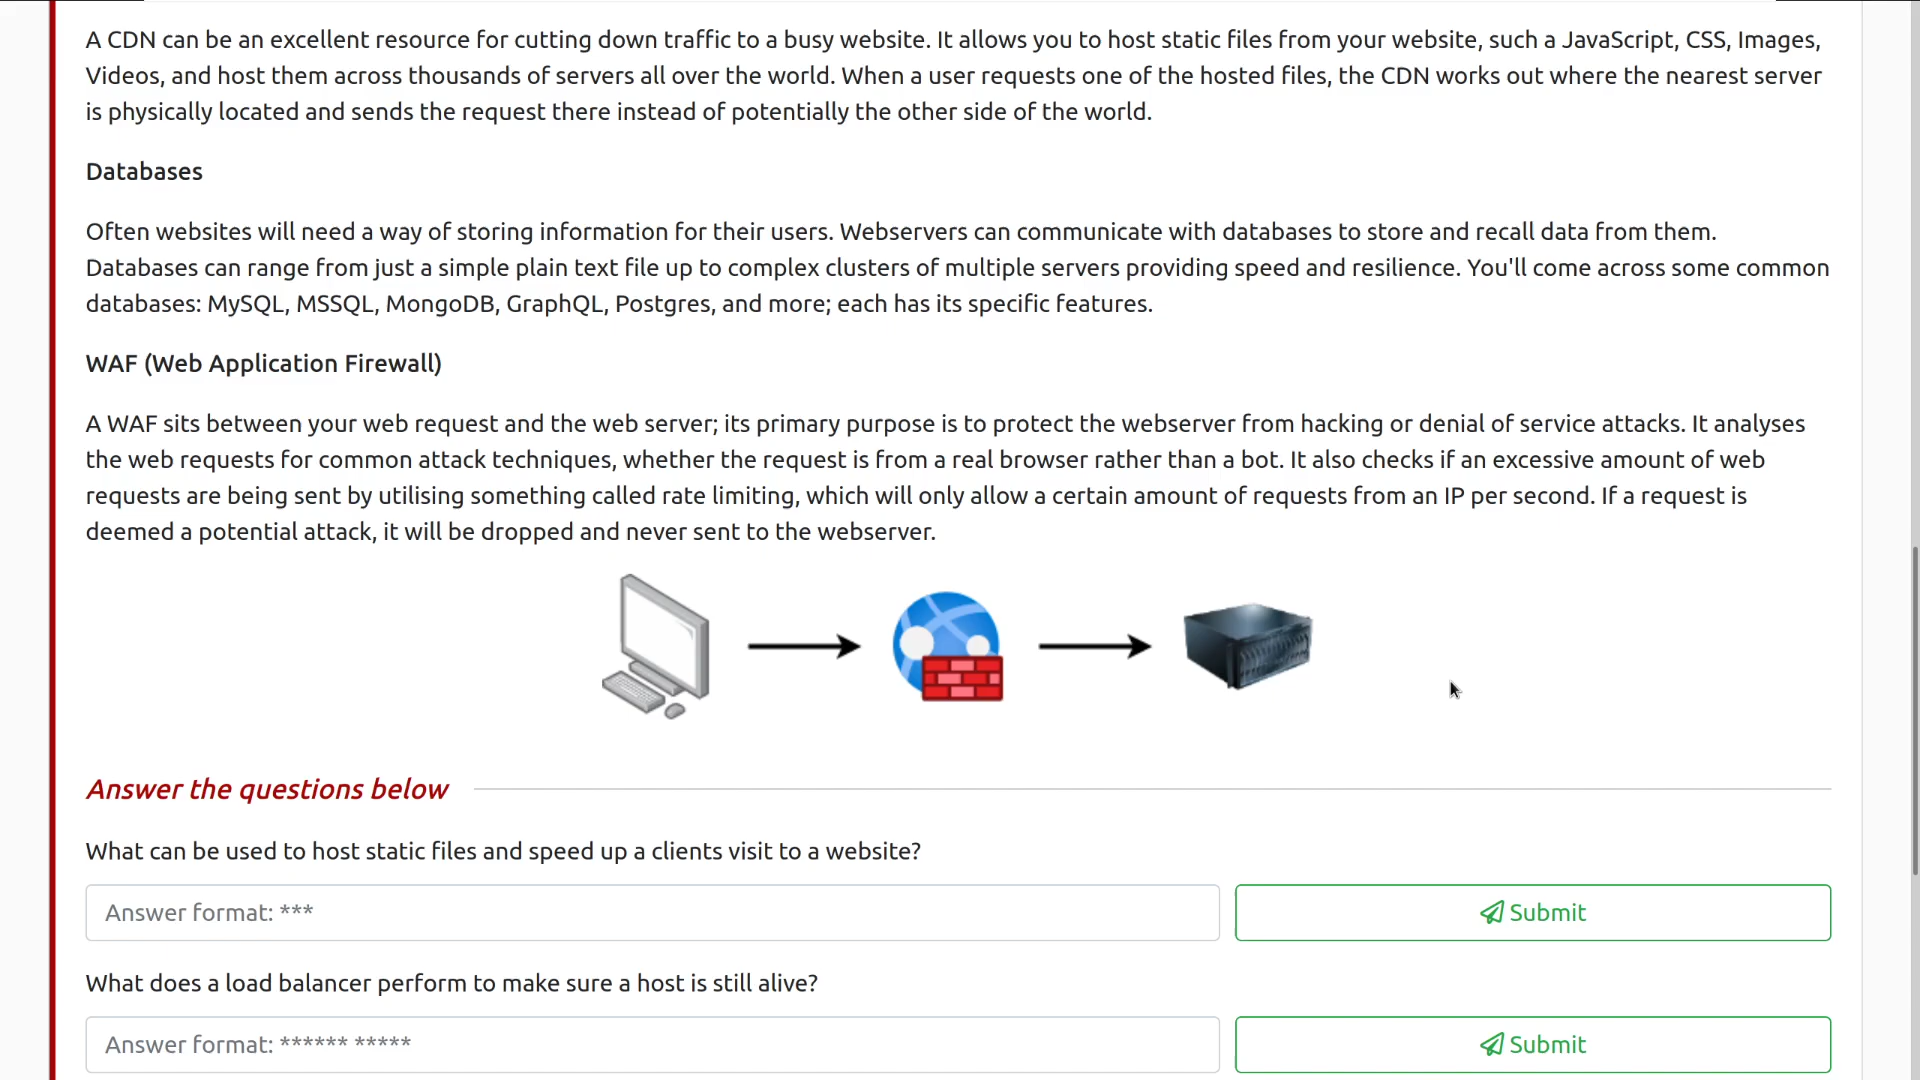 A CDN can be an excellent resource for cutting down traffic to a busy website. It allows you to host static files from your website, such a JavaScript, CSS, Images,
Videos, and host them across thousands of servers all over the world. When a user requests one of the hosted files, the CDN works out where the nearest server
is physically located and sends the request there instead of potentially the other side of the world.
Databases
Often websites will need a way of storing information for their users. Webservers can communicate with databases to store and recall data from them.
Databases can range from just a simple plain text file up to complex clusters of multiple servers providing speed and resilience. You'll come across some common
databases: MySQL, MSSQL, MongoDB, GraphQL, Postgres, and more; each has its specific features.
WAF (Web Application Firewall)
A WAF sits between your web request and the web server; its primary purpose is to protect the webserver from hacking or denial of service attacks. It analyses
the web requests for common attack techniques, whether the request is from a real browser rather than a bot. It also checks if an excessive amount of web
requests are being sent by utilising something called rate limiting, which will only allow a certain amount of requests from an IP per second. If a request is
deemed a potential attack, it will be dropped and never sent to the webserver.
Answer the questions below
What can be used to host static files and speed up a clients visit to a website?
Answer format: ***
Submit
What does a load balancer perform to make sure a host is still alive?
Answer format: ****** *****
Submit